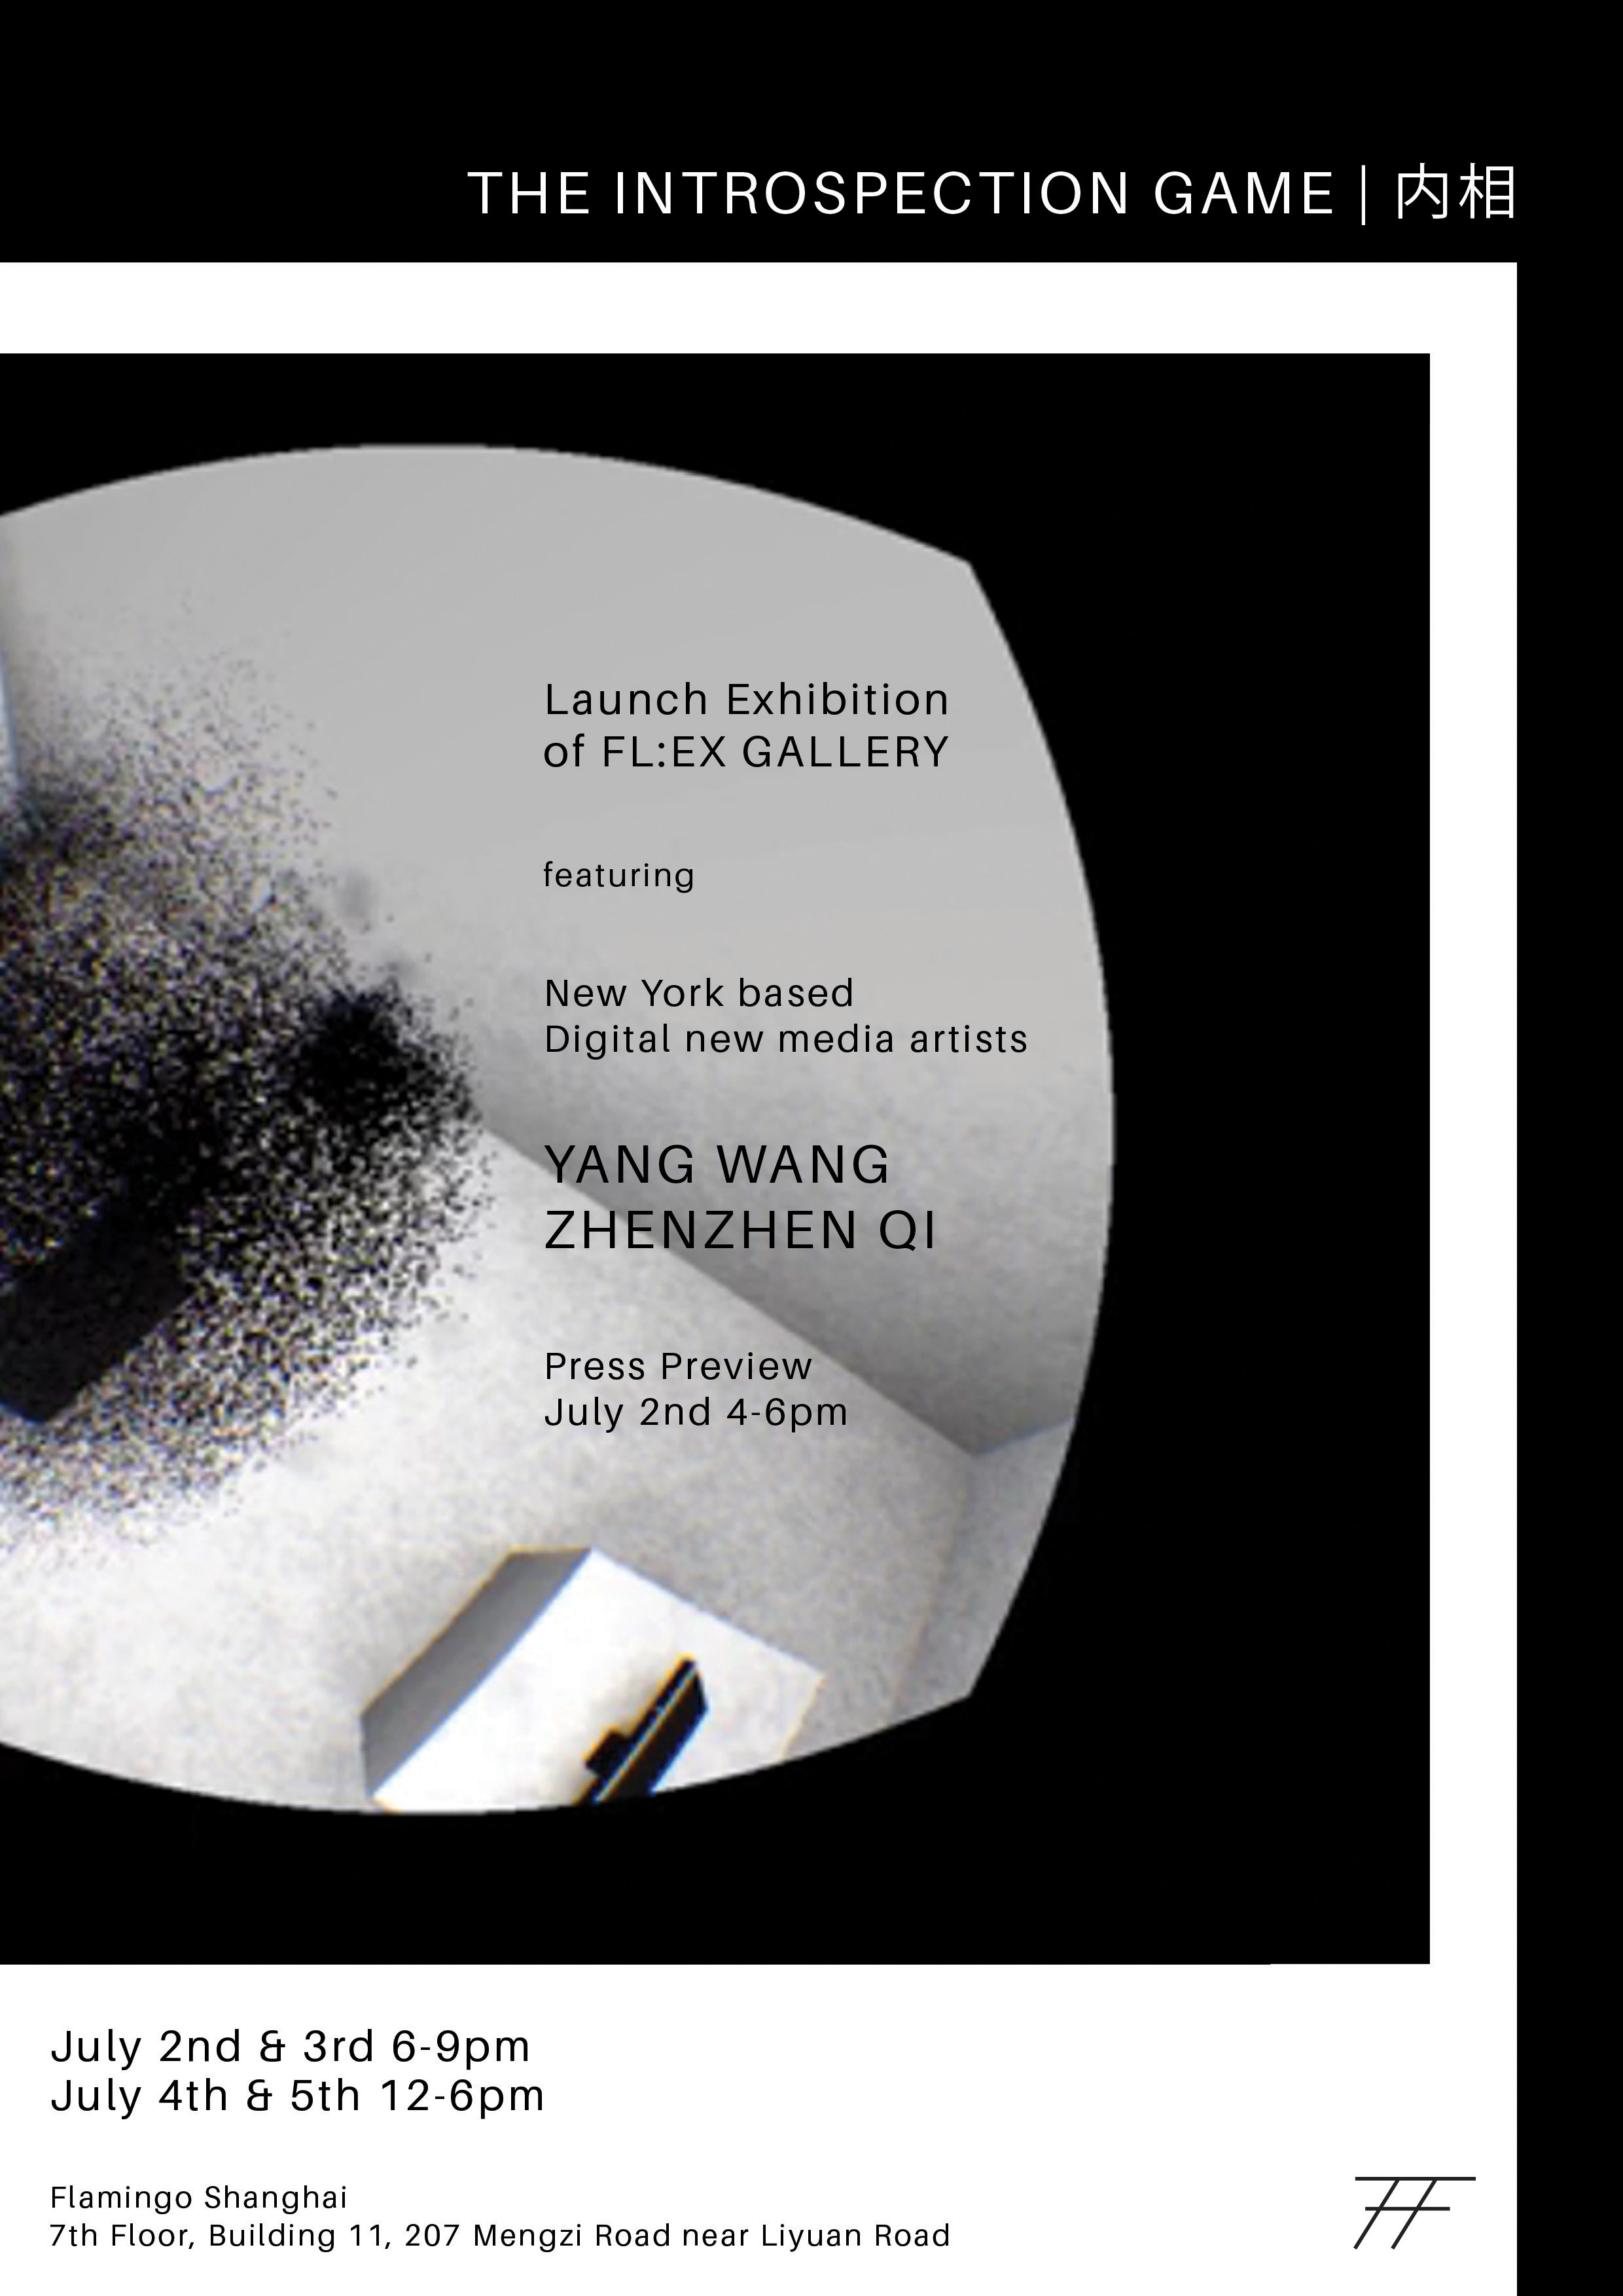 THE INTROSPECTION GAME | 内相
Launch Exhibition
of FL:EX GALLERY
featuring
New York based
Digital new media artists
YANG WANG
ZHENZHEN QI
Press Preview
July 2nd 4-6pm
July 2nd & 3rd 6-9pm
July 4th & 5th 12-6pm
Flamingo Shanghai
7th Floor, Building 11, 207 Mengzi Road near Liyuan Road